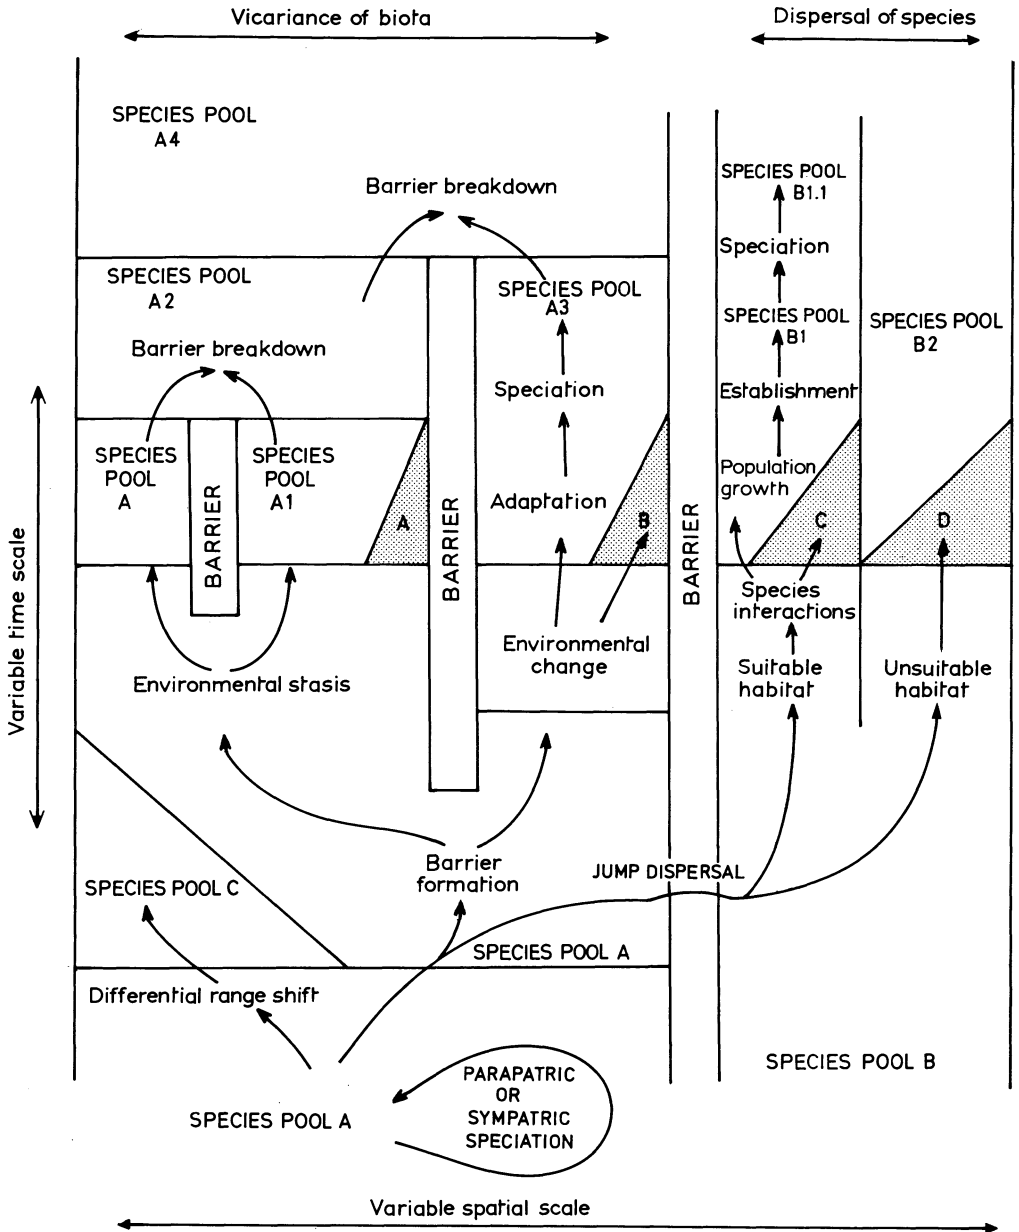 Vicariance of biota
Dispersal of species
SPECIES POOL
A4
Barrier breakdown
SPECIES POOL
B1.1
Speciation
SPECIES POOL
A2
SPECIES POOL
A3
SPECIES POOL
B1
SPECIES POOL
B2
Barrier breakdown
Speciation
Establishment
SPECIES
POOL
A
SPECIES
POOL
A1
BARRIER
A
BARRIER
Adaptation
B
BARRIER
Population
growth
C
D
Species
interactions
Environmental
change
Environmental stasis
Suitable
habitat
Unsuitable
habitat
Variable time scale
Barrier
formation
JUMP DISPERSAL
SPECIES POOL C
SPECIES POOL A
Differential range shift
SPECIES POOL B
PARAPATRIC
OR
SYMPATRIC
SPECIATION
SPECIES POOL A
Variable spatial scale